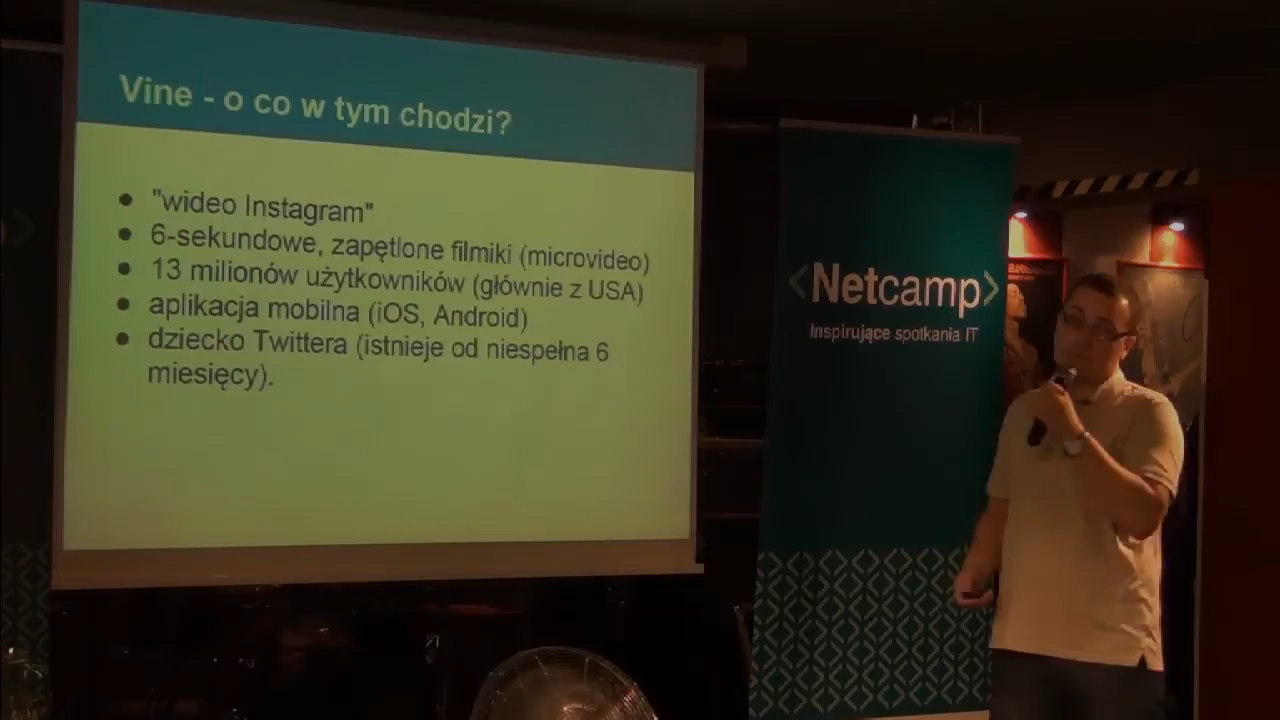 Vine - o co w tym chodzi?
"wideo Instagram"
6-sekundowe, zapętlone filmiki (microvideo)
13 milionów użytkowników (głównie z USA)
aplikacja mobilna (iOS, Android)
dziecko Twittera (istnieje od niespełna 6
miesięcy).
<Netcamp>
Inspirujące spotkania IT